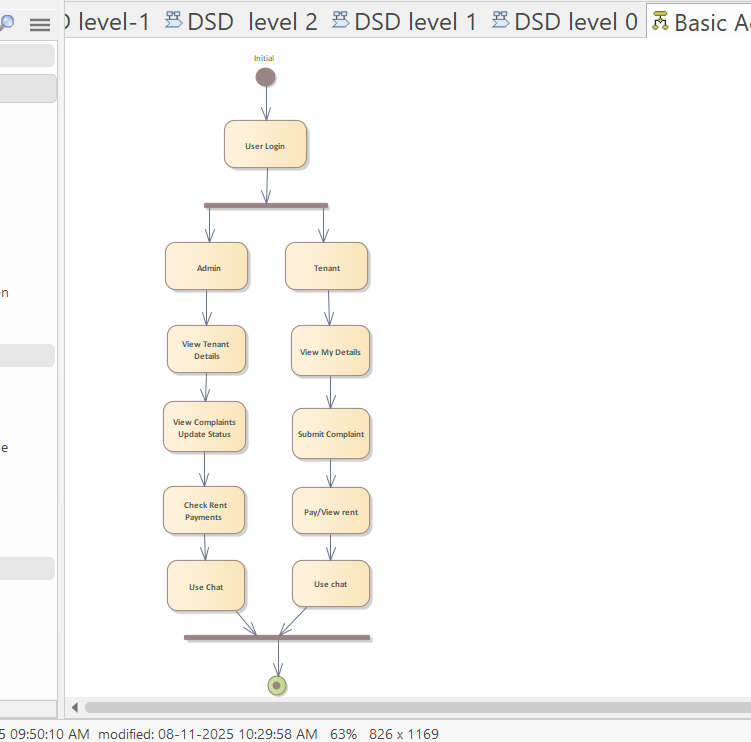 level-1 DSD level 2 DSD level 1 DSD level 0 Basic
Initial
User Login
Admin Tenant
View Tenant
Details
View My Details
View Complaints
Update Status
Submit Complaint
Check Rent
Payments
Pay/View rent
Use Chat Use chat
n
e
5 09:50:10 AM modified: 08-11-2025 10:29:58 AM 63% 826 x 1169